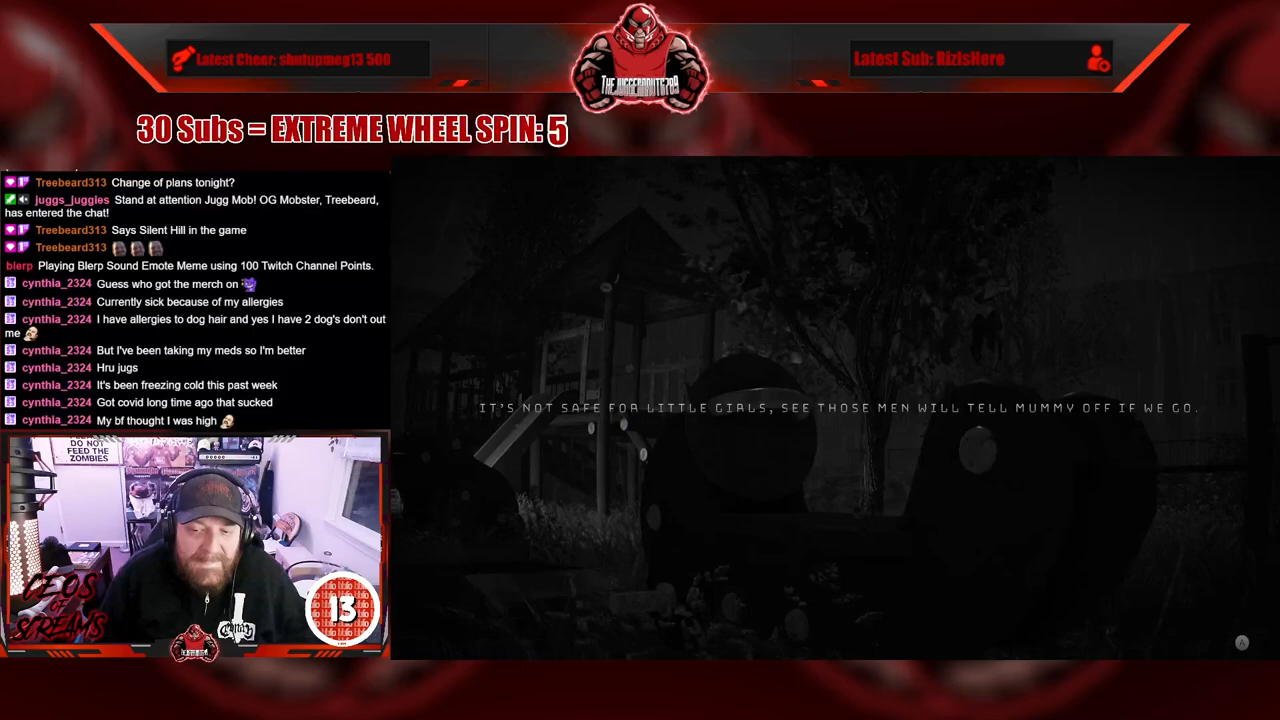 Latest Cheer: shutupmeg13 500
THEJUGGERNAUT6789
Latest Sub: RizIsHere
30 Subs = EXTREME WHEEL SPIN: 5
Treebeard313 Change of plans tonight?
juggs_juggies Stand at attention Jugg Mob! OG Mobster, Treebeard,
has entered the chat!
Treebeard313 Says Silent Hill in the game
Treebeard313
blerp Playing Blerp Sound Emote Meme using 100 Twitch Channel Points.
cynthia_2324 Guess who got the merch on
cynthia_2324 Currently sick because of my allergies
cynthia_2324 I have allergies to dog hair and yes I have 2 dog's don't out
me
cynthia_2324 But I've been taking my meds so I'm better
cynthia_2324 Hru jugs
cynthia_2324 It's been freezing cold this past week
cynthia_2324 Got covid long time ago that sucked
cynthia_2324 My bf thought I was high
IT'S NOT SAFE FOR LITTLE GIRLS, SEE THOSE MEN WILL TELL MUMMY OFF IF WE GO.
DO NOT
FEED THE
ZOMBIES
CEOS
OF
SCREAMS
13
A